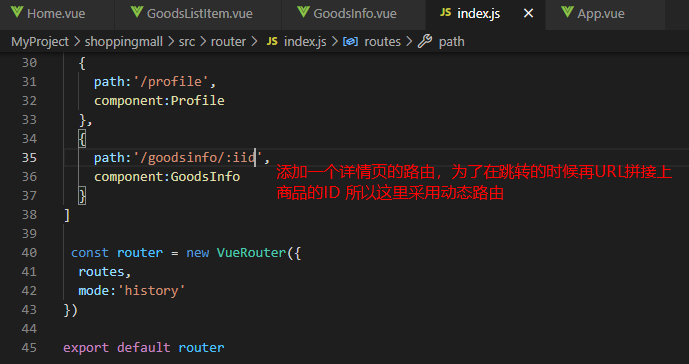 Home.vue GoodsListItem.vue GoodsInfo.vue JS index.js × App.vue
MyProject > shoppingmall > src > router > JS index.js > routes > path
30 {
31 path:'/profile',
32 component:Profile
33 },
34 {
35 path:'/goodsinfo/:iid',
36 component:GoodsInfo
添加一个详情页的路由，为了在跳转的时候再URL拼接上
商品的ID 所以这里采用动态路由
37 }
38 ]
39
40 const router = new VueRouter({
41 routes,
42 mode:'history'
43 })
44
45 export default router